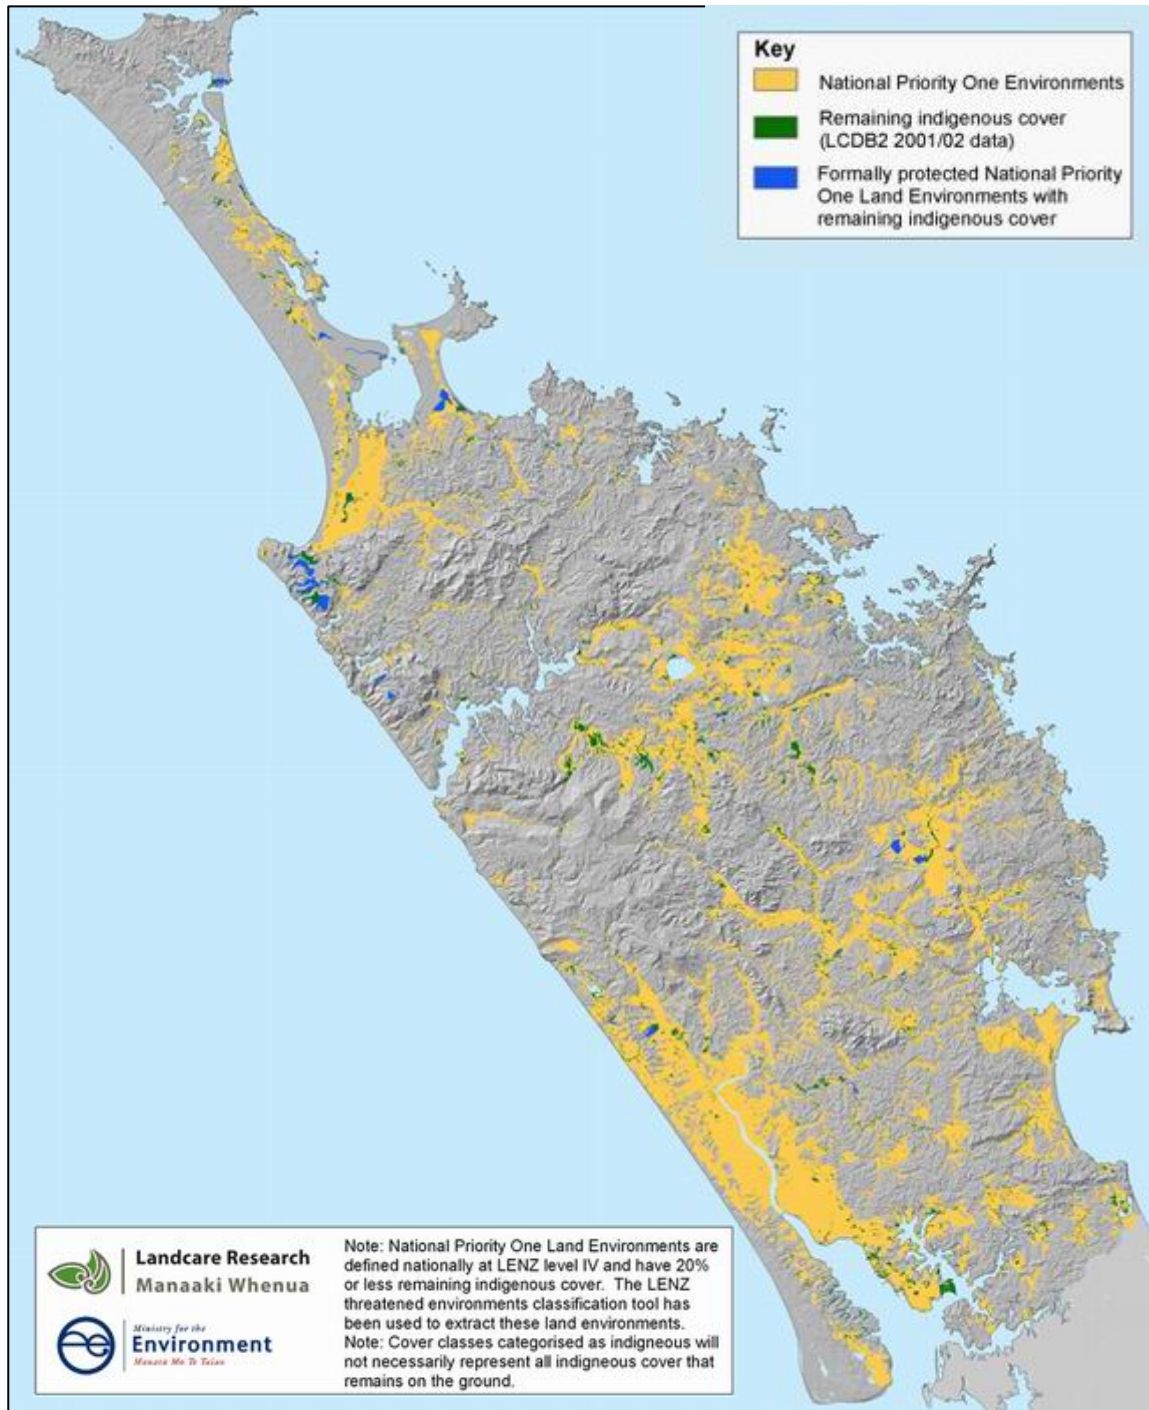 Key
National Priority One Environments
Remaining indigenous cover
(LCDB2 2001/02 data)
Formally protected National Priority
One Land Environments with
remaining indigenous cover
Landcare Research
Manaaki Whenua
Ministry for the
Environment
Manatu Mo Te Taiao
Note: National Priority One Land Environments are
defined nationally at LENZ level IV and have 20%
or less remaining indigenous cover. The LENZ
threatened environments classification tool has
been used to extract these land environments.
Note: Cover classes categorised as indigneous will
not necessarily represent all indigneous cover that
remains on the ground.